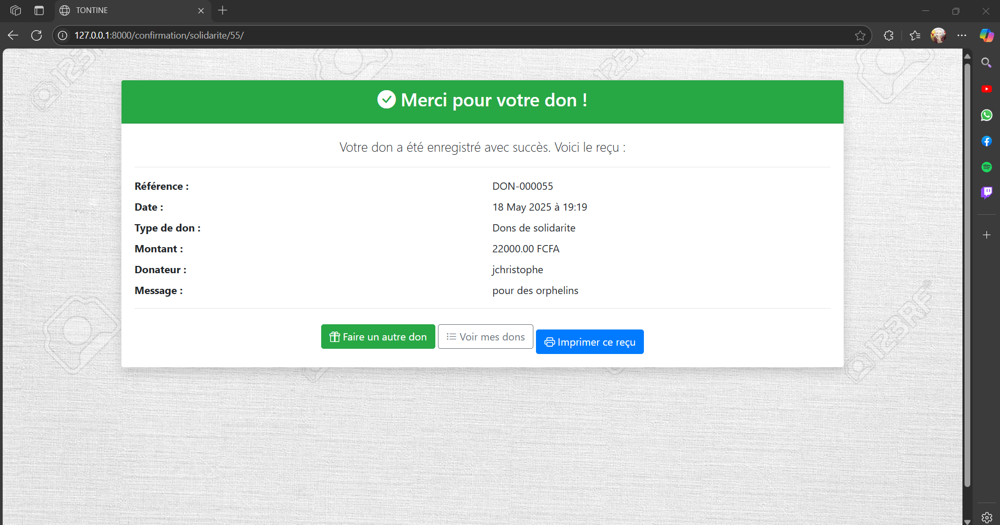 TONTINE
127.0.0.1:8000/confirmation/solidarite/55/
Merci pour votre don !
Votre don a été enregistré avec succès. Voici le reçu :
Référence : DON-000055
Date : 18 May 2025 à 19:19
Type de don : Dons de solidarite
Montant : 22000.00 FCFA
Donateur : jchristophe
Message : pour des orphelins
Faire un autre don Voir mes dons Imprimer ce reçu
123RF
123RF
123RF